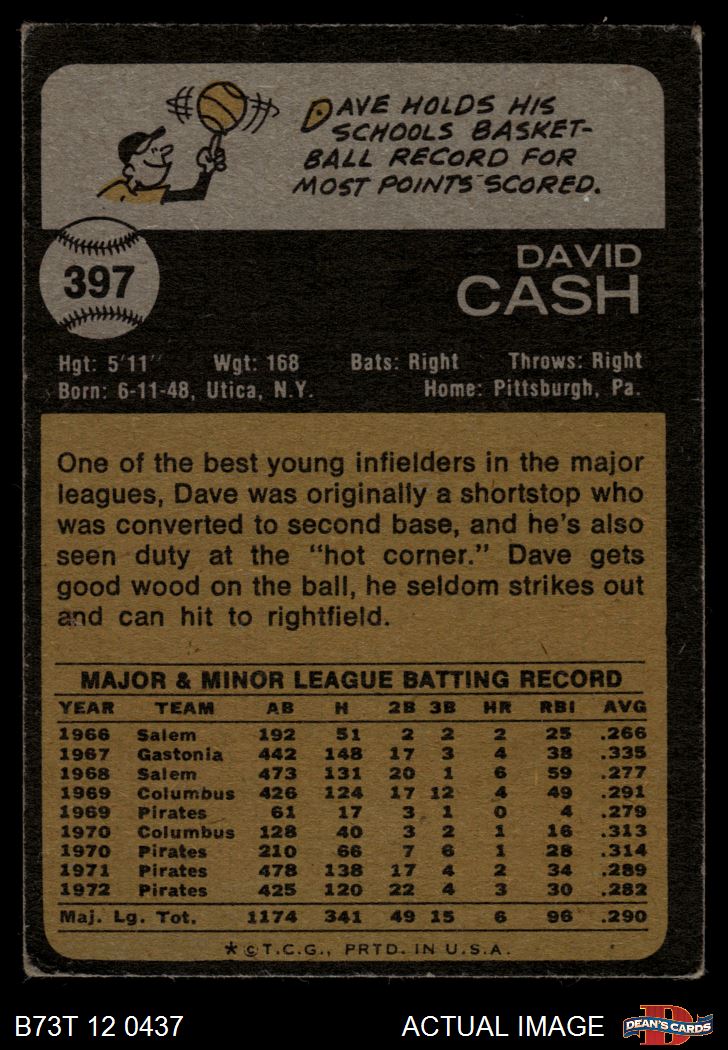 DAVE HOLDS HIS
SCHOOLS BASKET-
BALL RECORD FOR
MOST POINTS SCORED.
397
DAVID
CASH
Hgt: 5'11" Wgt: 168 Bats: Right Throws: Right
Born: 6-11-48, Utica, N.Y. Home: Pittsburgh, Pa.
One of the best young infielders in the major
leagues, Dave was originally a shortstop who
was converted to second base, and he's also
seen duty at the "hot corner." Dave gets
good wood on the ball, he seldom strikes out
and can hit to rightfield.
MAJOR & MINOR LEAGUE BATTING RECORD
YEAR TEAM AB H 2B 3B HR RBI AVG
1966 Salem 192 51 2 2 2 25 .266
1967 Gastonia 442 148 17 3 4 38 .335
1968 Salem 473 131 20 1 6 59 .277
1969 Columbus 426 124 17 12 4 49 .291
1969 Pirates 61 17 3 1 0 4 .279
1970 Columbus 128 40 3 2 1 16 .313
1970 Pirates 210 66 7 6 1 28 .314
1971 Pirates 478 138 17 4 2 34 .289
1972 Pirates 425 120 22 4 3 30 .282
Maj. Lg. Tot. 1174 341 49 15 6 96 .290
* © T.C.G., PRTD. IN U.S.A.
B73T 12 0437 ACTUAL IMAGE D DEAN'S CARDS